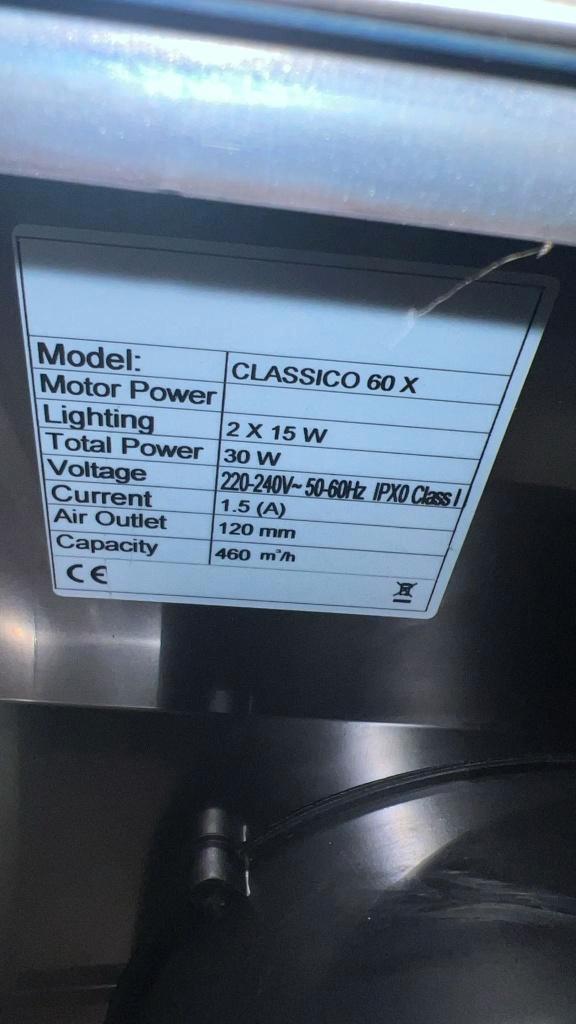 Model: CLASSICO 60 X
Motor Power
Lighting 2 X 15 W
Total Power 30 W
Voltage 220-240V~ 50-60Hz IPX0 Class I
Current 1.5 (A)
Air Outlet 120 mm
Capacity 460 m³/h
CE